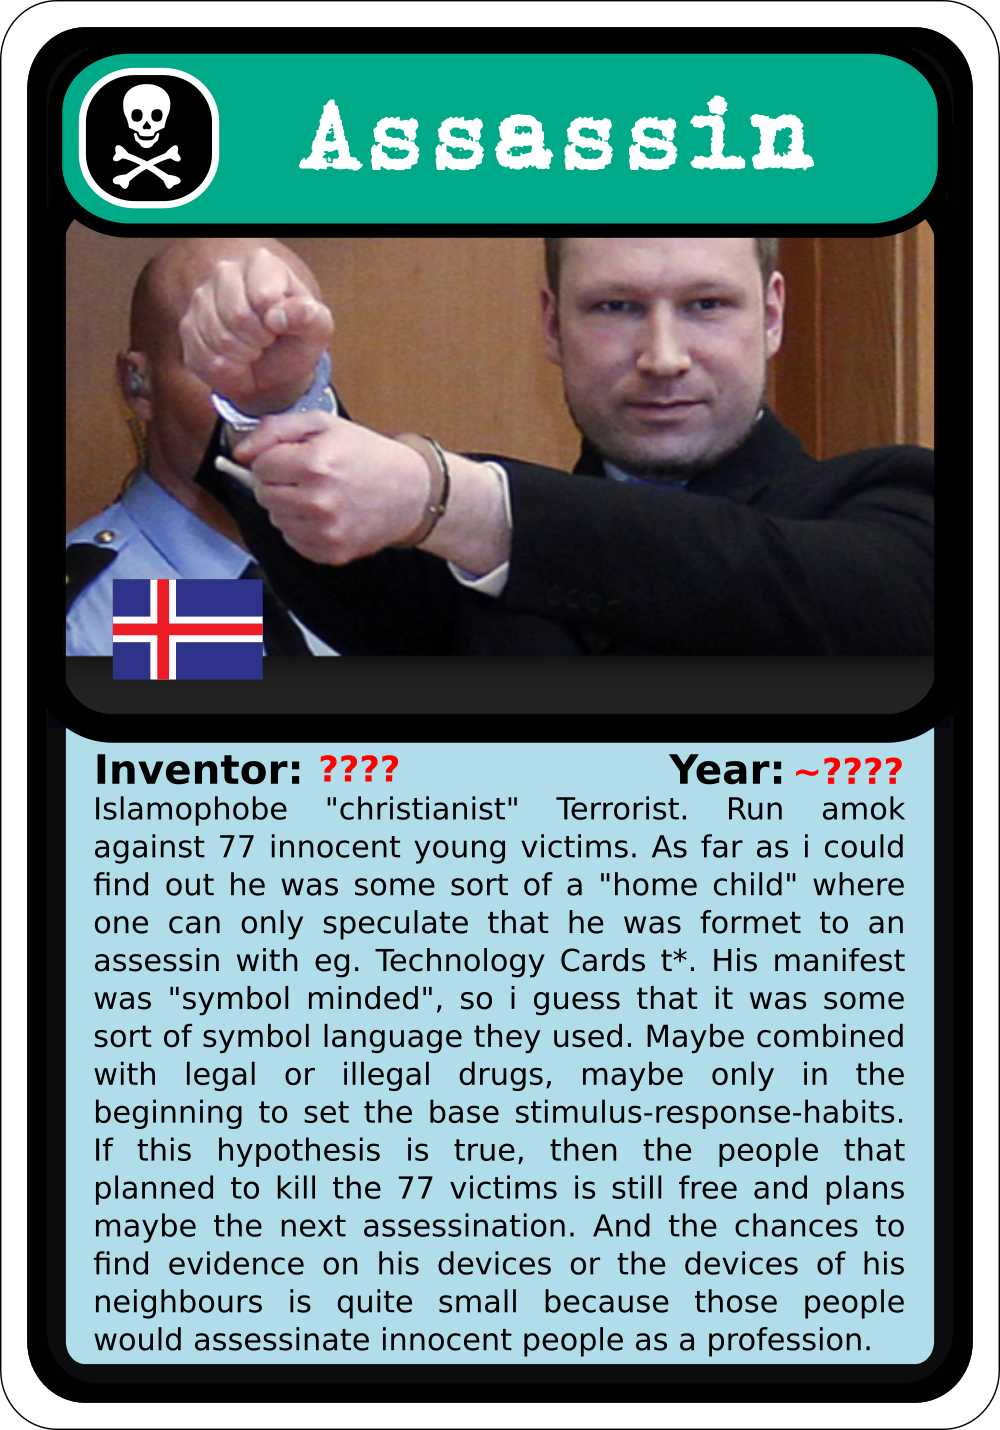 Assassin
Inventor: ???? Year: ~????
Islamophobe "christianist" Terrorist. Run amok
against 77 innocent young victims. As far as i could
find out he was some sort of a "home child" where
one can only speculate that he was formet to an
assessin with eg. Technology Cards t*. His manifest
was "symbol minded", so i guess that it was some
sort of symbol language they used. Maybe combined
with legal or illegal drugs, maybe only in the
beginning to set the base stimulus-response-habits.
If this hypothesis is true, then the people that
planned to kill the 77 victims is still free and plans
maybe the next assessination. And the chances to
find evidence on his devices or the devices of his
neighbours is quite small because those people
would assessinate innocent people as a profession.